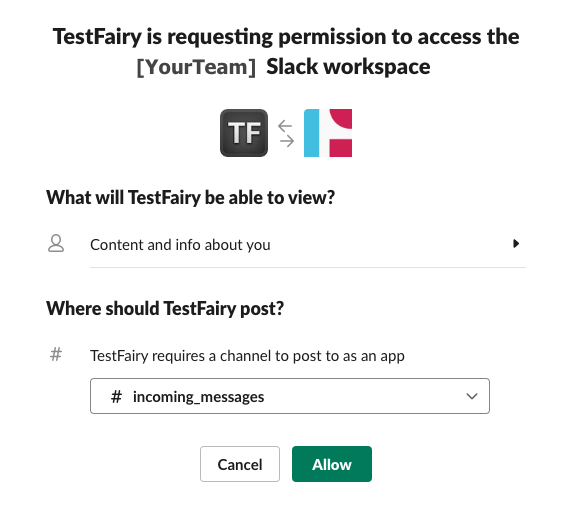 TestFairy is requesting permission to access the
[YourTeam] Slack workspace
TF
What will TestFairy be able to view?
Content and info about you
Where should TestFairy post?
# TestFairy requires a channel to post to as an app
# incoming_messages
Cancel Allow